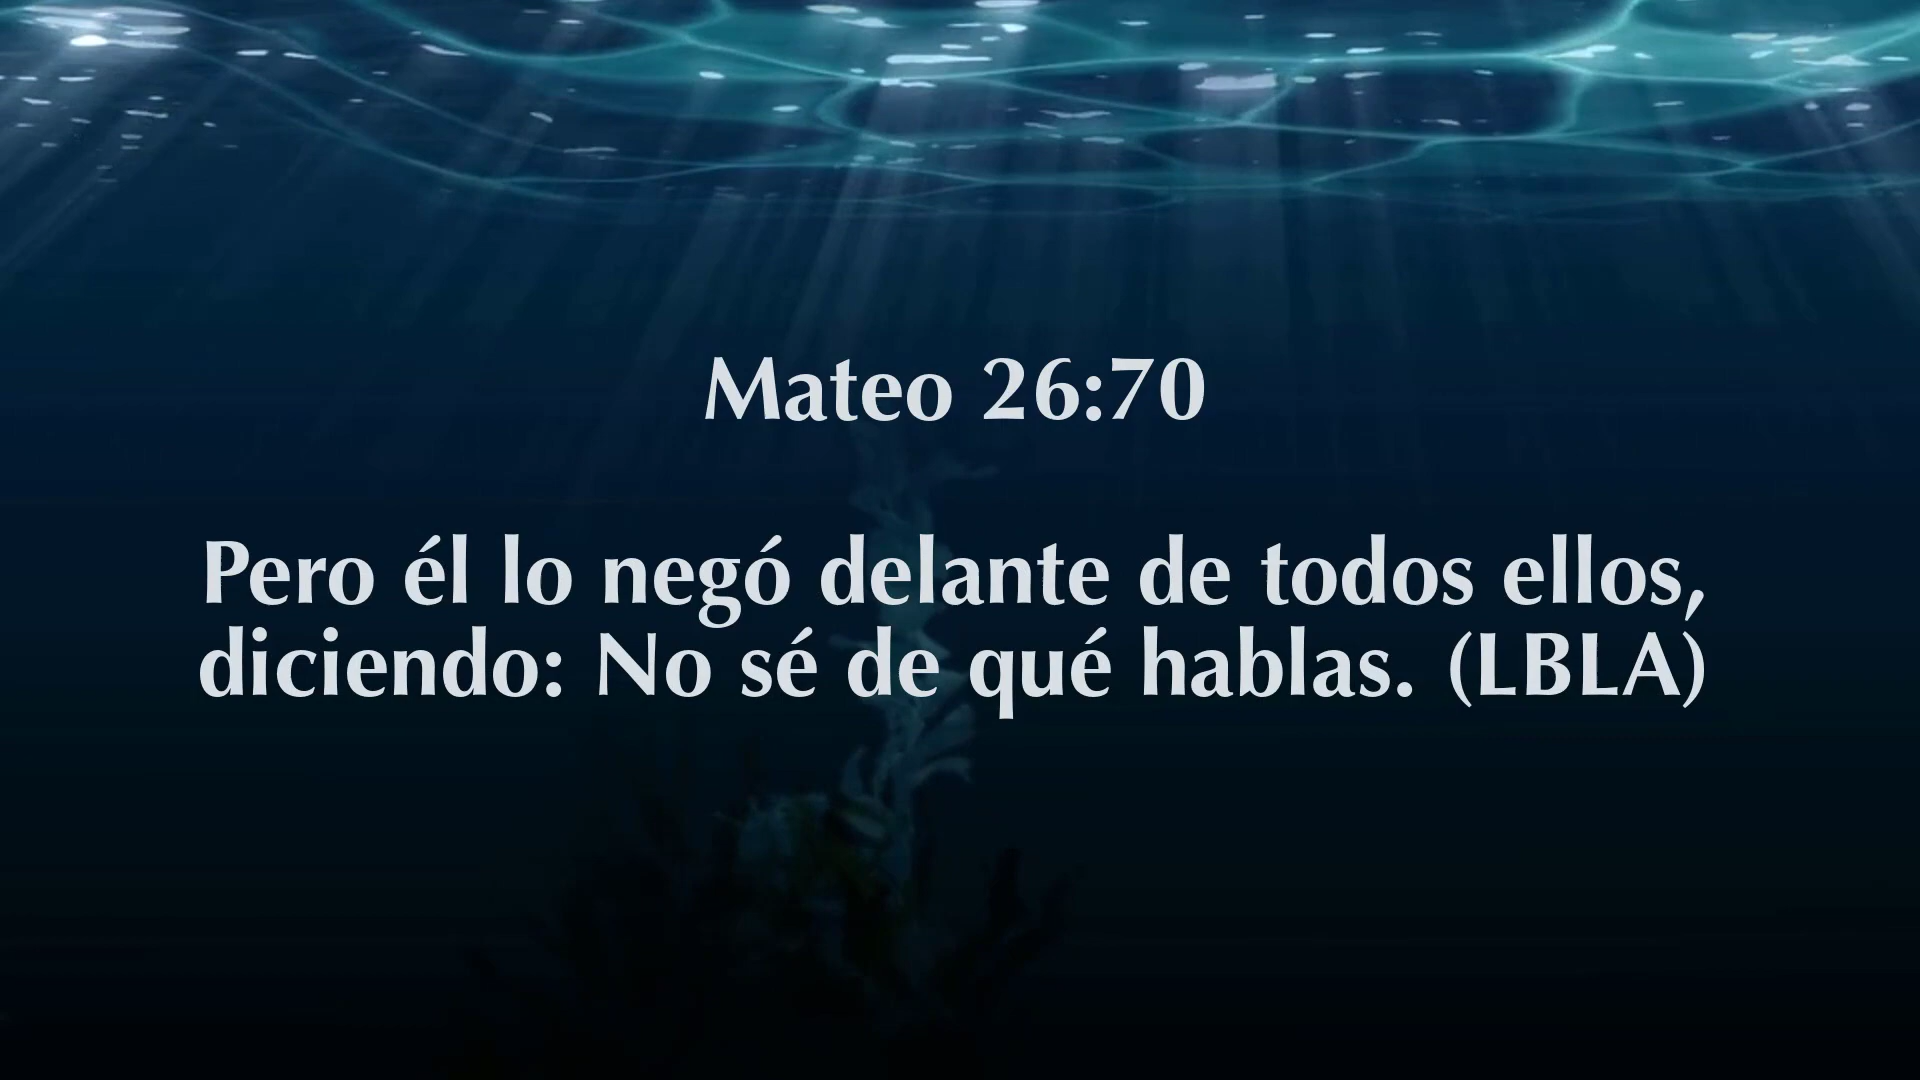 Mateo 26:70
Pero él lo negó delante de todos ellos,
diciendo: No sé de qué hablas. (LBLA)